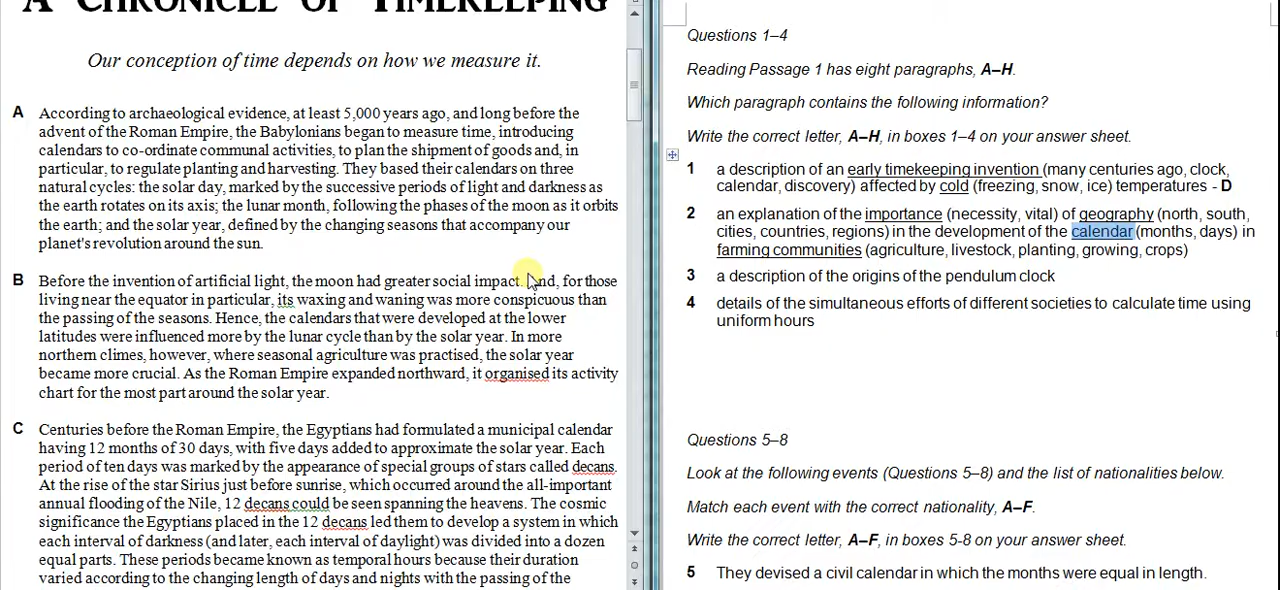 A CHRONICLE OF TIMEKEEPING
Our conception of time depends on how we measure it.
A According to archaeological evidence, at least 5,000 years ago, and long before the
advent of the Roman Empire, the Babylonians began to measure time, introducing
calendars to co-ordinate communal activities, to plan the shipment of goods and, in
particular, to regulate planting and harvesting. They based their calendars on three
natural cycles: the solar day, marked by the successive periods of light and darkness as
the earth rotates on its axis; the lunar month, following the phases of the moon as it orbits
the earth; and the solar year, defined by the changing seasons that accompany our
planet's revolution around the sun.
B Before the invention of artificial light, the moon had greater social impact. And, for those
living near the equator in particular, its waxing and waning was more conspicuous than
the passing of the seasons. Hence, the calendars that were developed at the lower
latitudes were influenced more by the lunar cycle than by the solar year. In more
northern climes, however, where seasonal agriculture was practised, the solar year
became more crucial. As the Roman Empire expanded northward, it organised its activity
chart for the most part around the solar year.
C Centuries before the Roman Empire, the Egyptians had formulated a municipal calendar
having 12 months of 30 days, with five days added to approximate the solar year. Each
period of ten days was marked by the appearance of special groups of stars called decans.
At the rise of the star Sirius just before sunrise, which occurred around the all-important
annual flooding of the Nile, 12 decans could be seen spanning the heavens. The cosmic
significance the Egyptians placed in the 12 decans led them to develop a system in which
each interval of darkness (and later, each interval of daylight) was divided into a dozen
equal parts. These periods became known as temporal hours because their duration
varied according to the changing length of days and nights with the passing of the
Questions 1–4
Reading Passage 1 has eight paragraphs, A–H.
Which paragraph contains the following information?
Write the correct letter, A–H, in boxes 1–4 on your answer sheet.
1 a description of an early timekeeping invention (many centuries ago, clock,
calendar, discovery) affected by cold (freezing, snow, ice) temperatures - D
2 an explanation of the importance (necessity, vital) of geography (north, south,
cities, countries, regions) in the development of the calendar (months, days) in
farming communities (agriculture, livestock, planting, growing, crops)
3 a description of the origins of the pendulum clock
4 details of the simultaneous efforts of different societies to calculate time using
uniform hours
Questions 5–8
Look at the following events (Questions 5–8) and the list of nationalities below.
Match each event with the correct nationality, A–F.
Write the correct letter, A–F, in boxes 5-8 on your answer sheet.
5 They devised a civil calendar in which the months were equal in length.